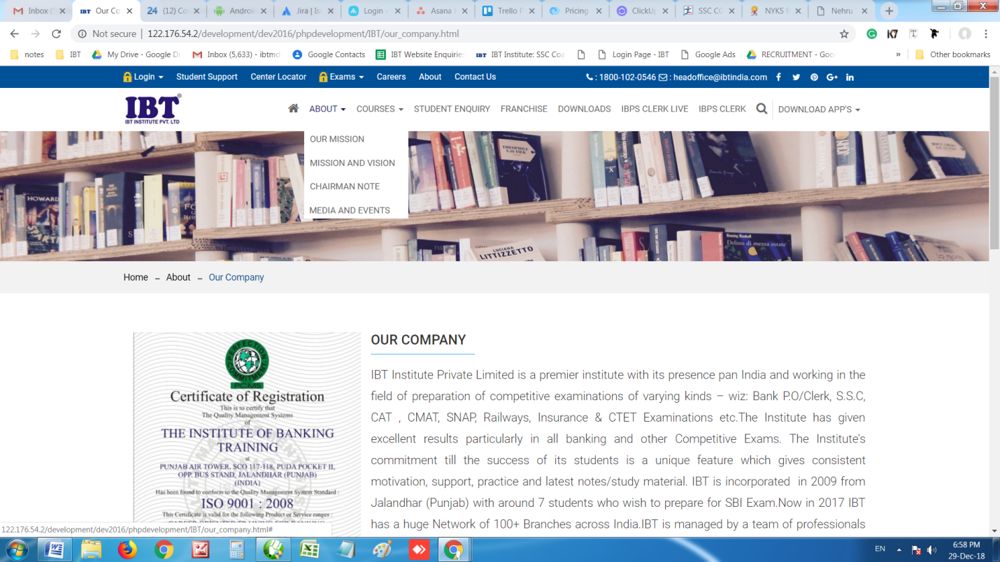 Inbox (
Our Co
(12) Co
Android
Jira | Is
Login -
Asana
Trello
Pricing
ClickU
SSC CG
NYKS
Nehru
Not secure | 122.176.54.2/development/dev2016/phpdevelopment/IBT/our_company.html
notes IBT My Drive - Google Dr Inbox (5,633) - ibtmd Google Contacts IBT Website Enquiries IBT IBT Institute: SSC Coa Login Page - IBT Google Ads RECRUITMENT - Goo » Other bookmarks
Login Student Support Center Locator Exams Careers About Contact Us : 1800-102-0546 : headoffice@ibtindia.com
IBT®
IBT INSTITUTE PVT. LTD
ABOUT COURSES STUDENT ENQUIRY FRANCHISE DOWNLOADS IBPS CLERK LIVE IBPS CLERK DOWNLOAD APP'S
OUR MISSION
MISSION AND VISION
CHAIRMAN NOTE
MEDIA AND EVENTS
HOWARD
THEOPHILE
GAUTIER
LUCIANA
LITTIZZETTO
Delitto di mezza estate
Home – About – Our Company
PERFECTION
COMMITMENT
PCMS
Certificate of Registration
This is to certify that
The Quality Management Systems
of
THE INSTITUTE OF BANKING
TRAINING
at
PUNJAB AIR TOWER, SCO 117-118, PUDA POCKET II,
OPP. BUS STAND, JALANDHAR (PUNJAB)
(INDIA)
Has been found to conform to the Quality Management System Standard :
ISO 9001 : 2008
This Certificate is valid for the following Product or Service ranges :
OUR COMPANY
IBT Institute Private Limited is a premier institute with its presence pan India and working in the
field of preparation of competitive examinations of varying kinds – wiz: Bank P.O/Clerk, S.S.C,
CAT , CMAT, SNAP, Railways, Insurance & CTET Examinations etc.The Institute has given
excellent results particularly in all banking and other Competitive Exams. The Institute's
commitment till the success of its students is a unique feature which gives consistent
motivation, support, practice and latest notes/study material. IBT is incorporated in 2009 from
Jalandhar (Punjab) with around 7 students who wish to prepare for SBI Exam.Now in 2017 IBT
has a huge Network of 100+ Branches across India.IBT is managed by a team of professionals
122.176.54.2/development/dev2016/phpdevelopment/IBT/our_company.html#
EN
6:58 PM
29-Dec-18